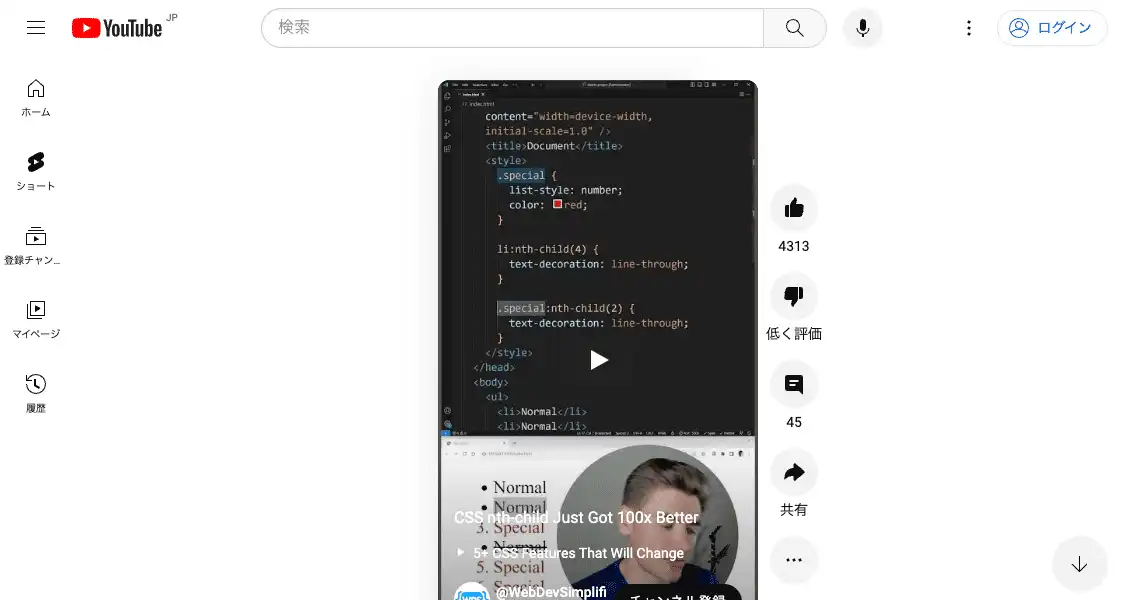 YouTube JP
検索
ログイン
ホーム
ショート
登録チャン...
マイページ
履歴
index.html
content="width=device-width,
initial-scale=1.0" />
<title>Document</title>
<style>
.special {
list-style: number;
color: red;
}
li:nth-child(4) {
text-decoration: line-through;
}
.special:nth-child(2) {
text-decoration: line-through;
}
</style>
</head>
<body>
<ul>
<li>Normal</li>
<li>Normal</li>
Normal
Normal
3. Special
Normal
5. Special
CSS nth-child Just Got 100x Better
5+ CSS Features That Will Change
@WebDevSimplifi
チャンネル登録
4313
低く評価
45
共有